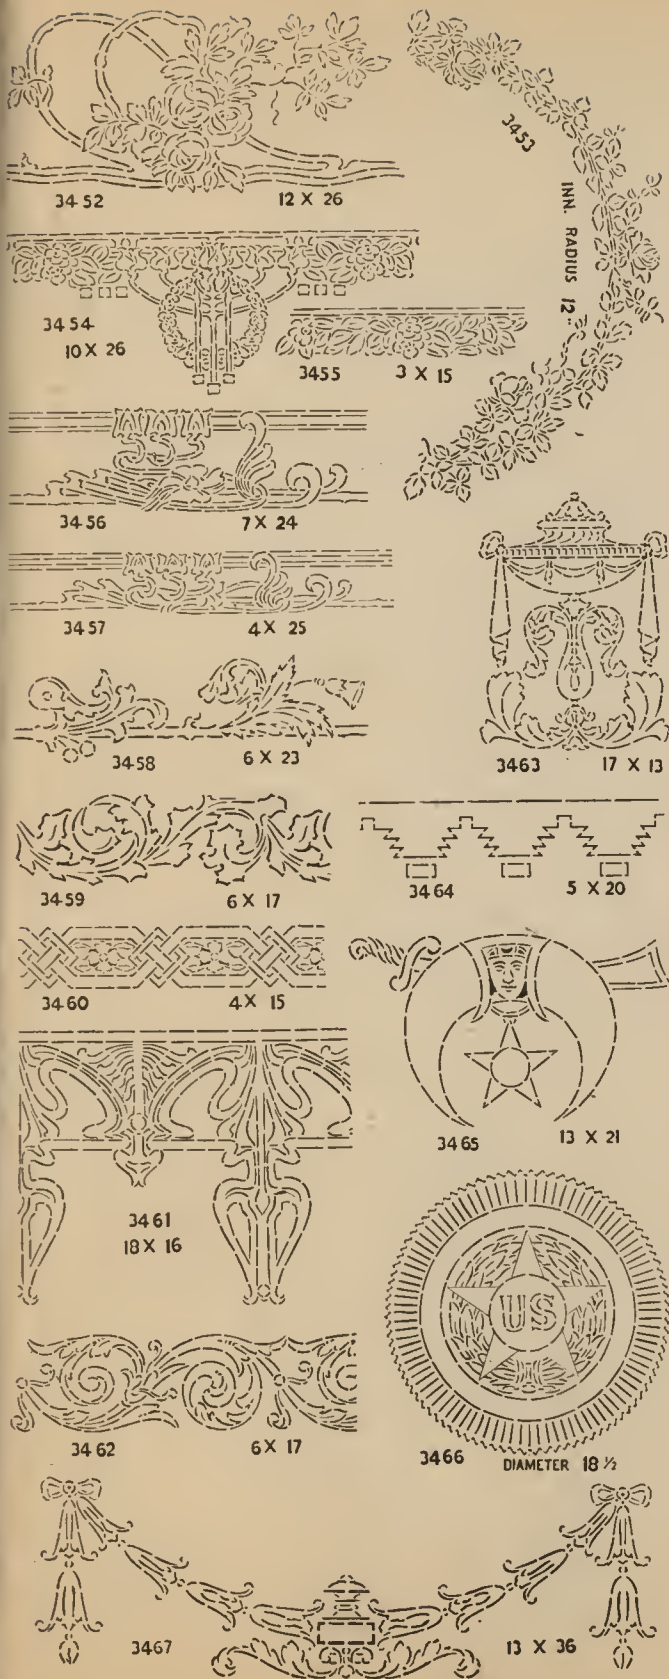 3452 12 X 26
3453
INN. RADIUS 12"
3454
10 X 26
3455 3 X 15
3456 7 X 24
3457 4 X 25
3458 6 X 23
3463 17 X 13
3459 6 X 17
3464 5 X 20
3460 4 X 15
3465 13 X 21
3461
18 X 16
US
3462 6 X 17
3466 DIAMETER 18 ½
3467 13 X 36